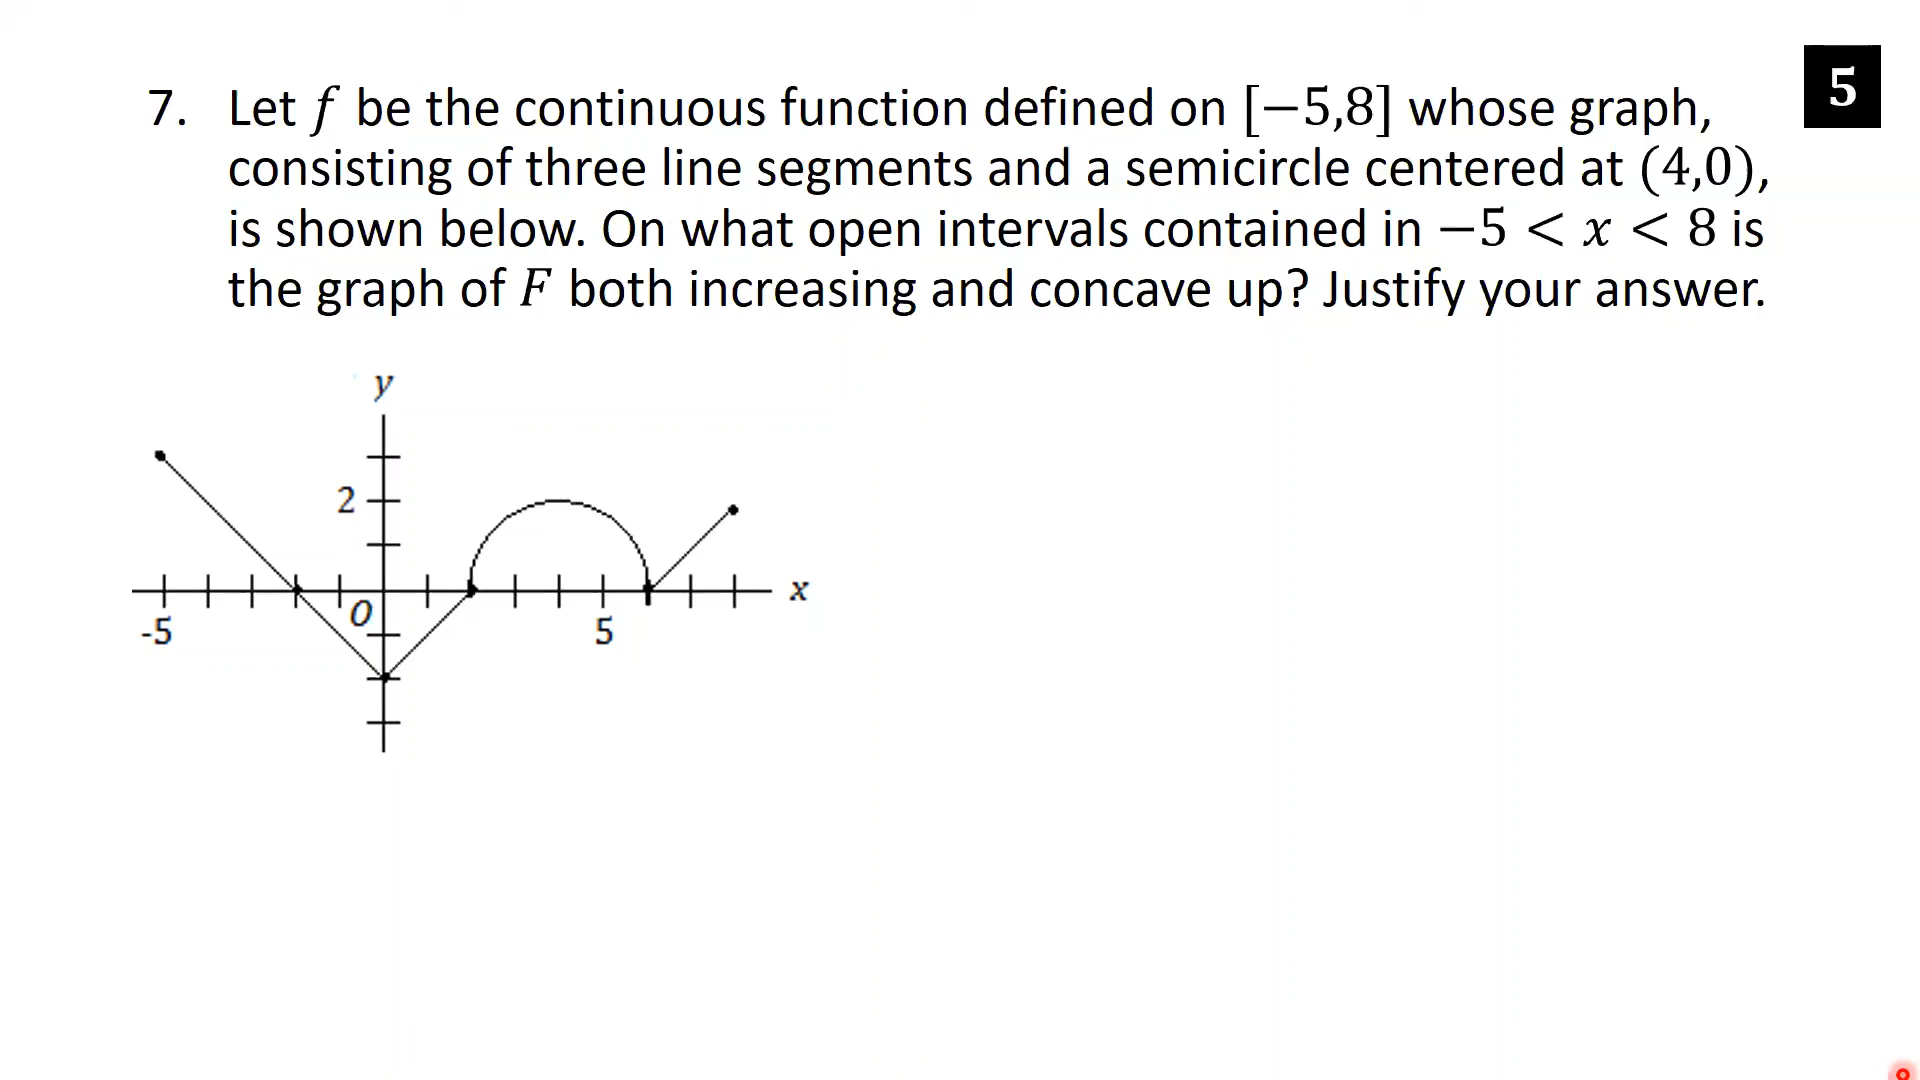 5
7. Let f be the continuous function defined on [−5,8] whose graph,
consisting of three line segments and a semicircle centered at (4,0),
is shown below. On what open intervals contained in −5 < x < 8 is
the graph of F both increasing and concave up? Justify your answer.
y
2
x
O
-5
5